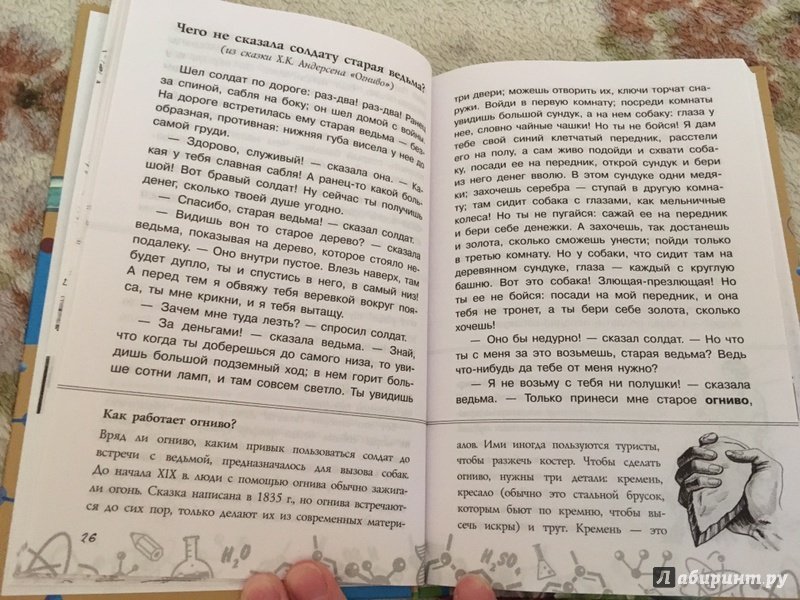 Чего не сказала солдату старая ведьма?
(из сказки Х.К. Андерсена «Огниво»)
Шел солдат по дороге: раз-два! раз-два! Ранец
за спиной, сабля на боку; он шел домой с войны.
На дороге встретилась ему старая ведьма — без-
образная, противная: нижняя губа висела у нее до
самой груди.
— Здорово, служивый! — сказала она. — Ка-
кая у тебя славная сабля! А ранец-то какой боль-
шой! Вот бравый солдат! Ну сейчас ты получишь
денег, сколько твоей душе угодно.
— Спасибо, старая ведьма! — сказал солдат.
— Видишь вон то старое дерево? — сказала
ведьма, показывая на дерево, которое стояло не-
подалеку. — Оно внутри пустое. Влезь наверх, там
будет дупло, ты и спустись в него, в самый низ!
А перед тем я обвяжу тебя веревкой вокруг поя-
са, ты мне крикни, и я тебя вытащу.
— Зачем мне туда лезть? — спросил солдат.
— За деньгами! — сказала ведьма. — Знай,
что когда ты доберешься до самого низа, то уви-
дишь большой подземный ход; в нем горит боль-
ше сотни ламп, и там совсем светло. Ты увидишь
Как работает огниво?
Вряд ли огниво, каким привык пользоваться солдат до
встречи с ведьмой, предназначалось для вызова собак.
До начала XIX в. люди с помощью огнива обычно зажига-
ли огонь. Сказка написана в 1835 г., но огнива встречают-
ся до сих пор, только делают их из современных матери-
26
H₂O
три двери; можешь отворить их, ключи торчат сна-
ружи. Войди в первую комнату; посреди комнаты
увидишь большой сундук, а на нем собаку: глаза у
нее, словно чайные чашки! Но ты не бойся! Я дам
тебе свой синий клетчатый передник, расстели
его на полу, а сам живо подойди и схвати соба-
ку, посади ее на передник, открой сундук и бери
из него денег вволю. В этом сундуке одни медя-
ки; захочешь серебра — ступай в другую комна-
ту; там сидит собака с глазами, как мельничные
колеса! Но ты не пугайся: сажай ее на передник
и бери себе денежки. А захочешь, так достанешь
и золота, сколько сможешь унести; пойди только
в третью комнату. Но у собаки, что сидит там на
деревянном сундуке, глаза — каждый с круглую
башню. Вот это собака! Злющая-презлющая! Но
ты ее не бойся: посади на мой передник, и она
тебя не тронет, а ты бери себе золота, сколько
хочешь!
— Оно бы недурно! — сказал солдат. — Но что
ты с меня за это возьмешь, старая ведьма? Ведь
что-нибудь да тебе от меня нужно?
— Я не возьму с тебя ни полушки! — сказала
ведьма. — Только принеси мне старое огниво,
алов. Ими иногда пользуются туристы,
чтобы разжечь костер. Чтобы сделать
огниво, нужны три детали: кремень,
кресало (обычно это стальной брусок,
которым бьют по кремню, чтобы вы-
сечь искры) и трут. Кремень — это
H₂SO₄
Лабиринт.ру